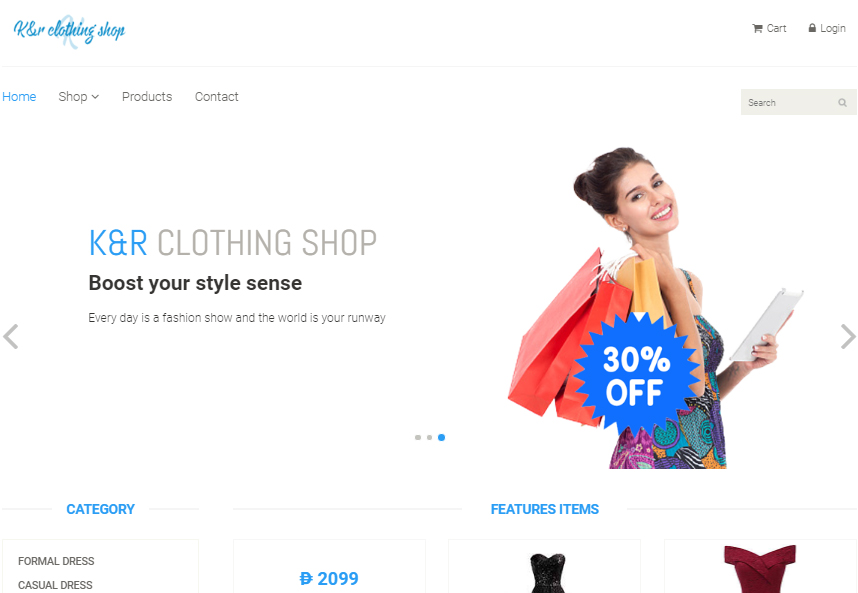 K&r clothing shop
Cart
Login
Home
Shop
Products
Contact
Search
K&R CLOTHING SHOP
Boost your style sense
Every day is a fashion show and the world is your runway
30%
OFF
CATEGORY
FEATURES ITEMS
FORMAL DRESS
CASUAL DRESS
2099